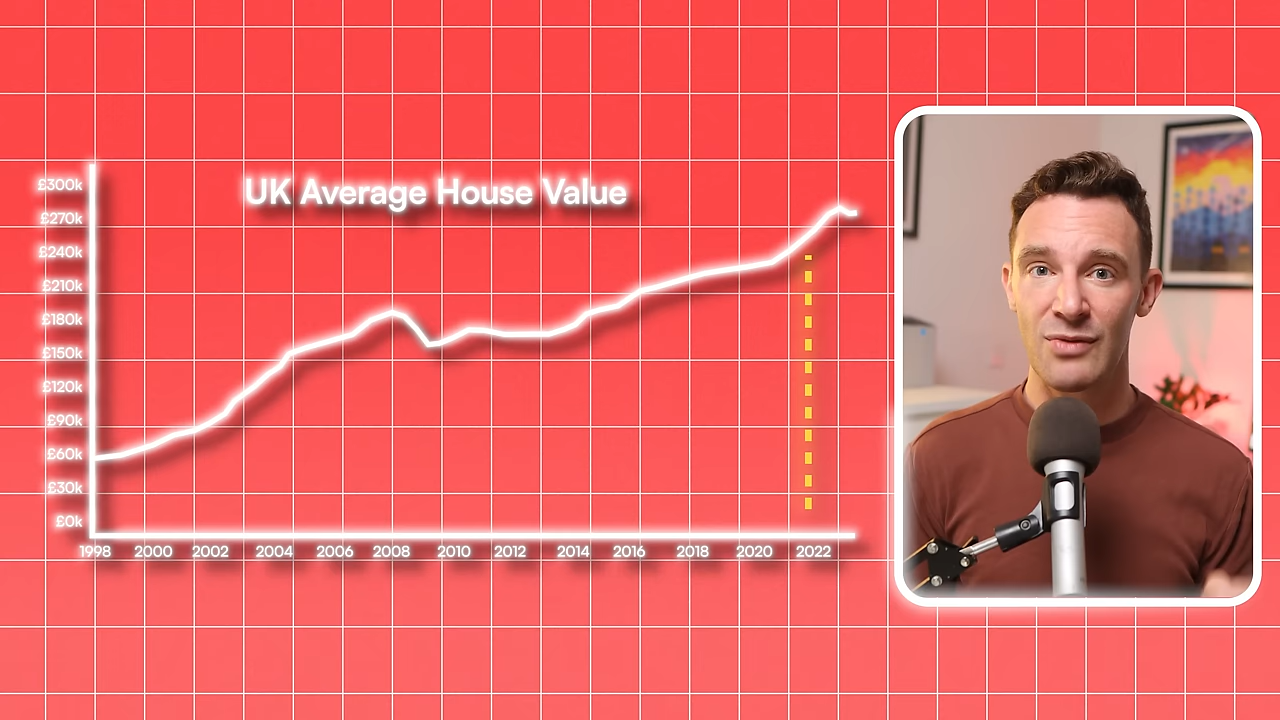 UK Average House Value
£300k
£270k
£240k
£210k
£180k
£150k
£120k
£90k
£60k
£30k
£0k
1998 2000 2002 2004 2006 2008 2010 2012 2014 2016 2018 2020 2022